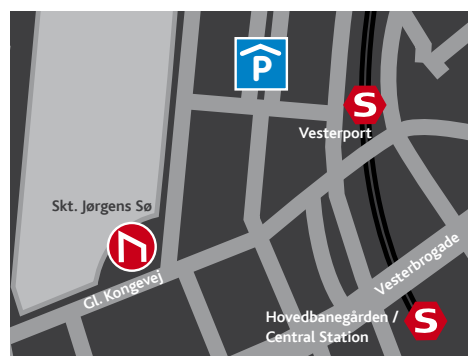 P
S
Vesterport
Skt. Jørgens Sø
Gl. Kongevej
Vesterbrogade
Hovedbanegården /
Central Station
S